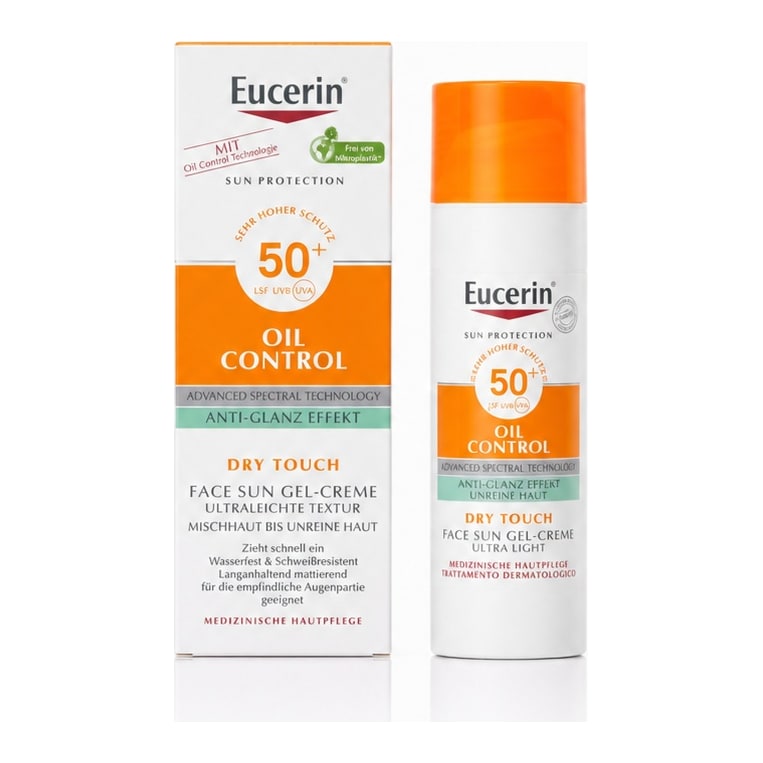 Eucerin®
MIT
Oil Control Technologie
Frei von
Mikroplastik
SUN PROTECTION
SEHR HOHER SCHUTZ
50+
LSF UVB UVA
OIL
CONTROL
ADVANCED SPECTRAL TECHNOLOGY
ANTI-GLANZ EFFEKT
DRY TOUCH
FACE SUN GEL-CREME
ULTRALEICHTE TEXTUR
MISCHHAUT BIS UNREINE HAUT
Zieht schnell ein
Wasserfest & Schweißresistent
Langanhaltend mattierend
für die empfindliche Augenpartie
geeignet
MEDIZINISCHE HAUTPFLEGE
Eucerin®
SUN PROTECTION
SEHR HOHER SCHUTZ
50+
LSF UVB UVA
OIL
CONTROL
ADVANCED SPECTRAL TECHNOLOGY
ANTI-GLANZ EFFEKT
UNREINE HAUT
DRY TOUCH
FACE SUN GEL-CREME
ULTRA LIGHT
MEDIZINISCHE HAUTPFLEGE
TRATTAMENTO DERMATOLOGICO